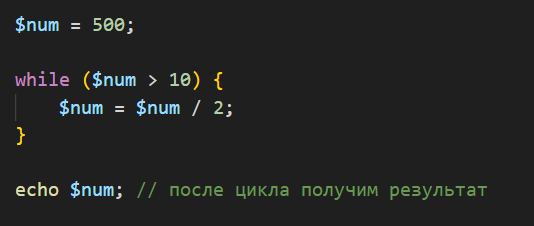 $num = 500;
while ($num > 10) {
$num = $num / 2;
}
echo $num; // после цикла получим результат